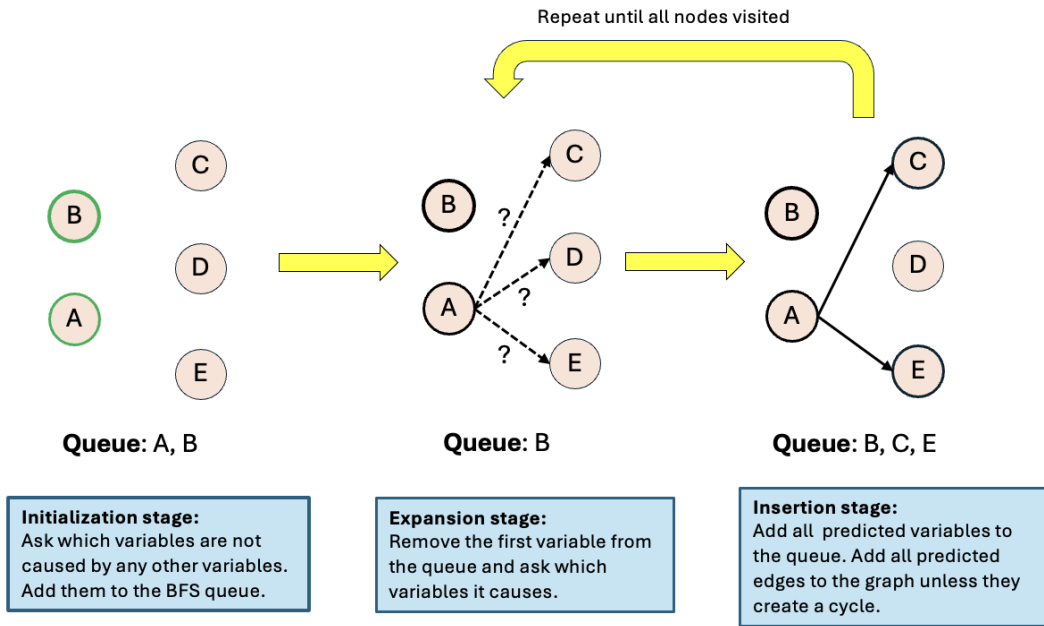 Repeat until all nodes visited
C
B
D
A
E
Queue: A, B
C
B
?
D
A
?
?
E
Queue: B
C
B
D
A
E
Queue: B, C, E
Initialization stage:
Ask which variables are not
caused by any other variables.
Add them to the BFS queue.
Expansion stage:
Remove the first variable from
the queue and ask which
variables it causes.
Insertion stage:
Add all predicted variables to
the queue. Add all predicted
edges to the graph unless they
create a cycle.